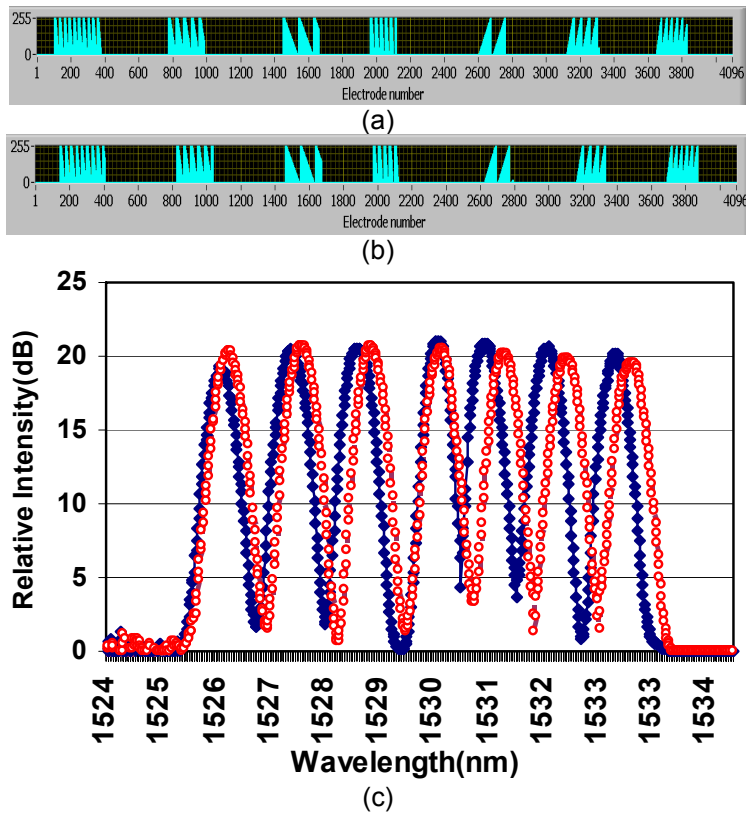 255
0
1 200 400 600 800 1000 1200 1400 1600 1800 2000 2200 2400 2600 2800 3000 3200 3400 3600 3800 4096
Electrode number
(a)
255
0
1 200 400 600 800 1000 1200 1400 1600 1800 2000 2200 2400 2600 2800 3000 3200 3400 3600 3800 4096
Electrode number
(b)
25
20
15
10
5
0
Relative Intensity(dB)
1524 1525 1526 1527 1528 1529 1530 1531 1532 1533 1533 1534
Wavelength(nm)
(c)